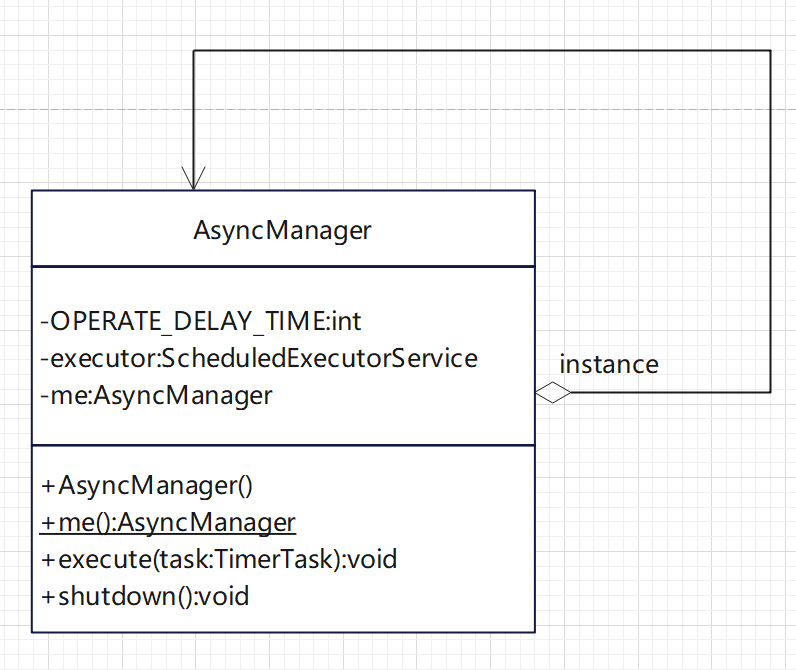 AsyncManager
-OPERATE_DELAY_TIME:int
-executor:ScheduledExecutorService
-me:AsyncManager
instance
+AsyncManager()
+me():AsyncManager
+execute(task:TimerTask):void
+shutdown():void